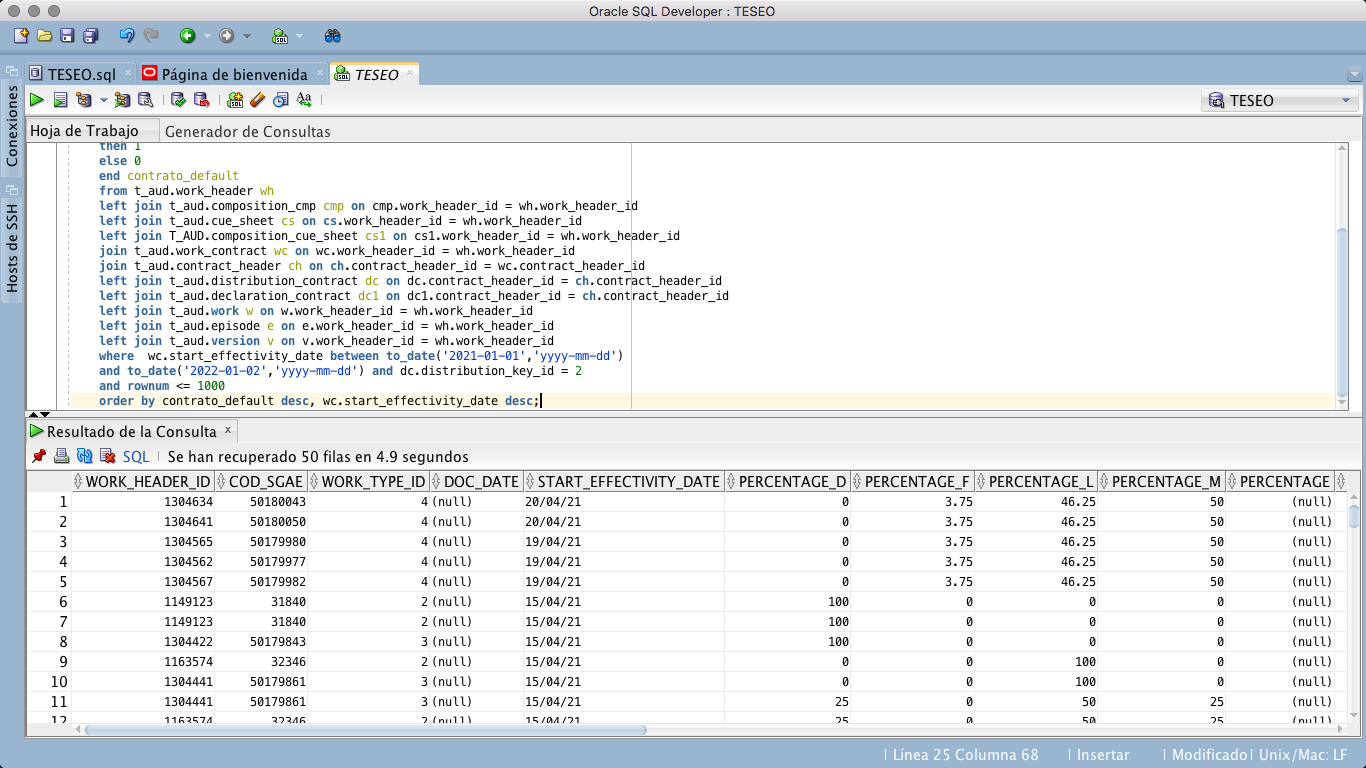 Oracle SQL Developer : TESEO
TESEO.sql
Página de bienvenida
TESEO
TESEO
Conexiones
Hosts de SSH
Hoja de Trabajo
Generador de Consultas
then 1
else 0
end contrato_default
from t_aud.work_header wh
left join t_aud.composition_cmp cmp on cmp.work_header_id = wh.work_header_id
left join t_aud.cue_sheet cs on cs.work_header_id = wh.work_header_id
left join T_AUD.composition_cue_sheet cs1 on cs1.work_header_id = wh.work_header_id
join t_aud.work_contract wc on wc.work_header_id = wh.work_header_id
join t_aud.contract_header ch on ch.contract_header_id = wc.contract_header_id
left join t_aud.distribution_contract dc on dc.contract_header_id = ch.contract_header_id
left join t_aud.declaration_contract dc1 on dc1.contract_header_id = ch.contract_header_id
left join t_aud.work w on w.work_header_id = wh.work_header_id
left join t_aud.episode e on e.work_header_id = wh.work_header_id
left join t_aud.version v on v.work_header_id = wh.work_header_id
where  wc.start_effectivity_date between to_date('2021-01-01','yyyy-mm-dd')
and to_date('2022-01-02','yyyy-mm-dd') and dc.distribution_key_id = 2
and rownum <= 1000
order by contrato_default desc, wc.start_effectivity_date desc;
Resultado de la Consulta x
SQL Se han recuperado 50 filas en 4.9 segundos
WORK_HEADER_ID COD_SGAE WORK_TYPE_ID DOC_DATE START_EFFECTIVITY_DATE PERCENTAGE_D PERCENTAGE_F PERCENTAGE_L PERCENTAGE_M PERCENTAGE
1 1304634 50180043 4 (null) 20/04/21 0 3.75 46.25 50 (null)
2 1304641 50180050 4 (null) 20/04/21 0 3.75 46.25 50 (null)
3 1304565 50179980 4 (null) 19/04/21 0 3.75 46.25 50 (null)
4 1304562 50179977 4 (null) 19/04/21 0 3.75 46.25 50 (null)
5 1304567 50179982 4 (null) 19/04/21 0 3.75 46.25 50 (null)
6 1149123 31840 2 (null) 15/04/21 100 0 0 0 (null)
7 1149123 31840 2 (null) 15/04/21 100 0 0 0 (null)
8 1304422 50179843 3 (null) 15/04/21 100 0 0 0 (null)
9 1163574 32346 2 (null) 15/04/21 0 0 100 0 (null)
10 1304441 50179861 3 (null) 15/04/21 0 0 100 0 (null)
11 1304441 50179861 3 (null) 15/04/21 25 0 50 25 (null)
12 1163574 32346 2 (null) 15/04/21 25 0 50 25 (null)
Línea 25 Columna 68 | Insertar | Modificado | Unix/Mac: LF